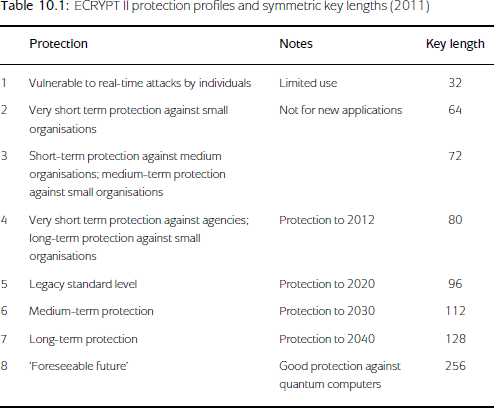 Table 10.1: ECRYPT II protection profiles and symmetric key lengths (2011)
Protection Notes Key length
1 Vulnerable to real-time attacks by individuals Limited use 32
2 Very short term protection against small Not for new applications 64
organisations
3 Short-term protection against medium 72
organisations; medium-term protection
against small organisations
4 Very short term protection against agencies; Protection to 2012 80
long-term protection against small
organisations
5 Legacy standard level Protection to 2020 96
6 Medium-term protection Protection to 2030 112
7 Long-term protection Protection to 2040 128
8 ‘Foreseeable future’ Good protection against 256
quantum computers